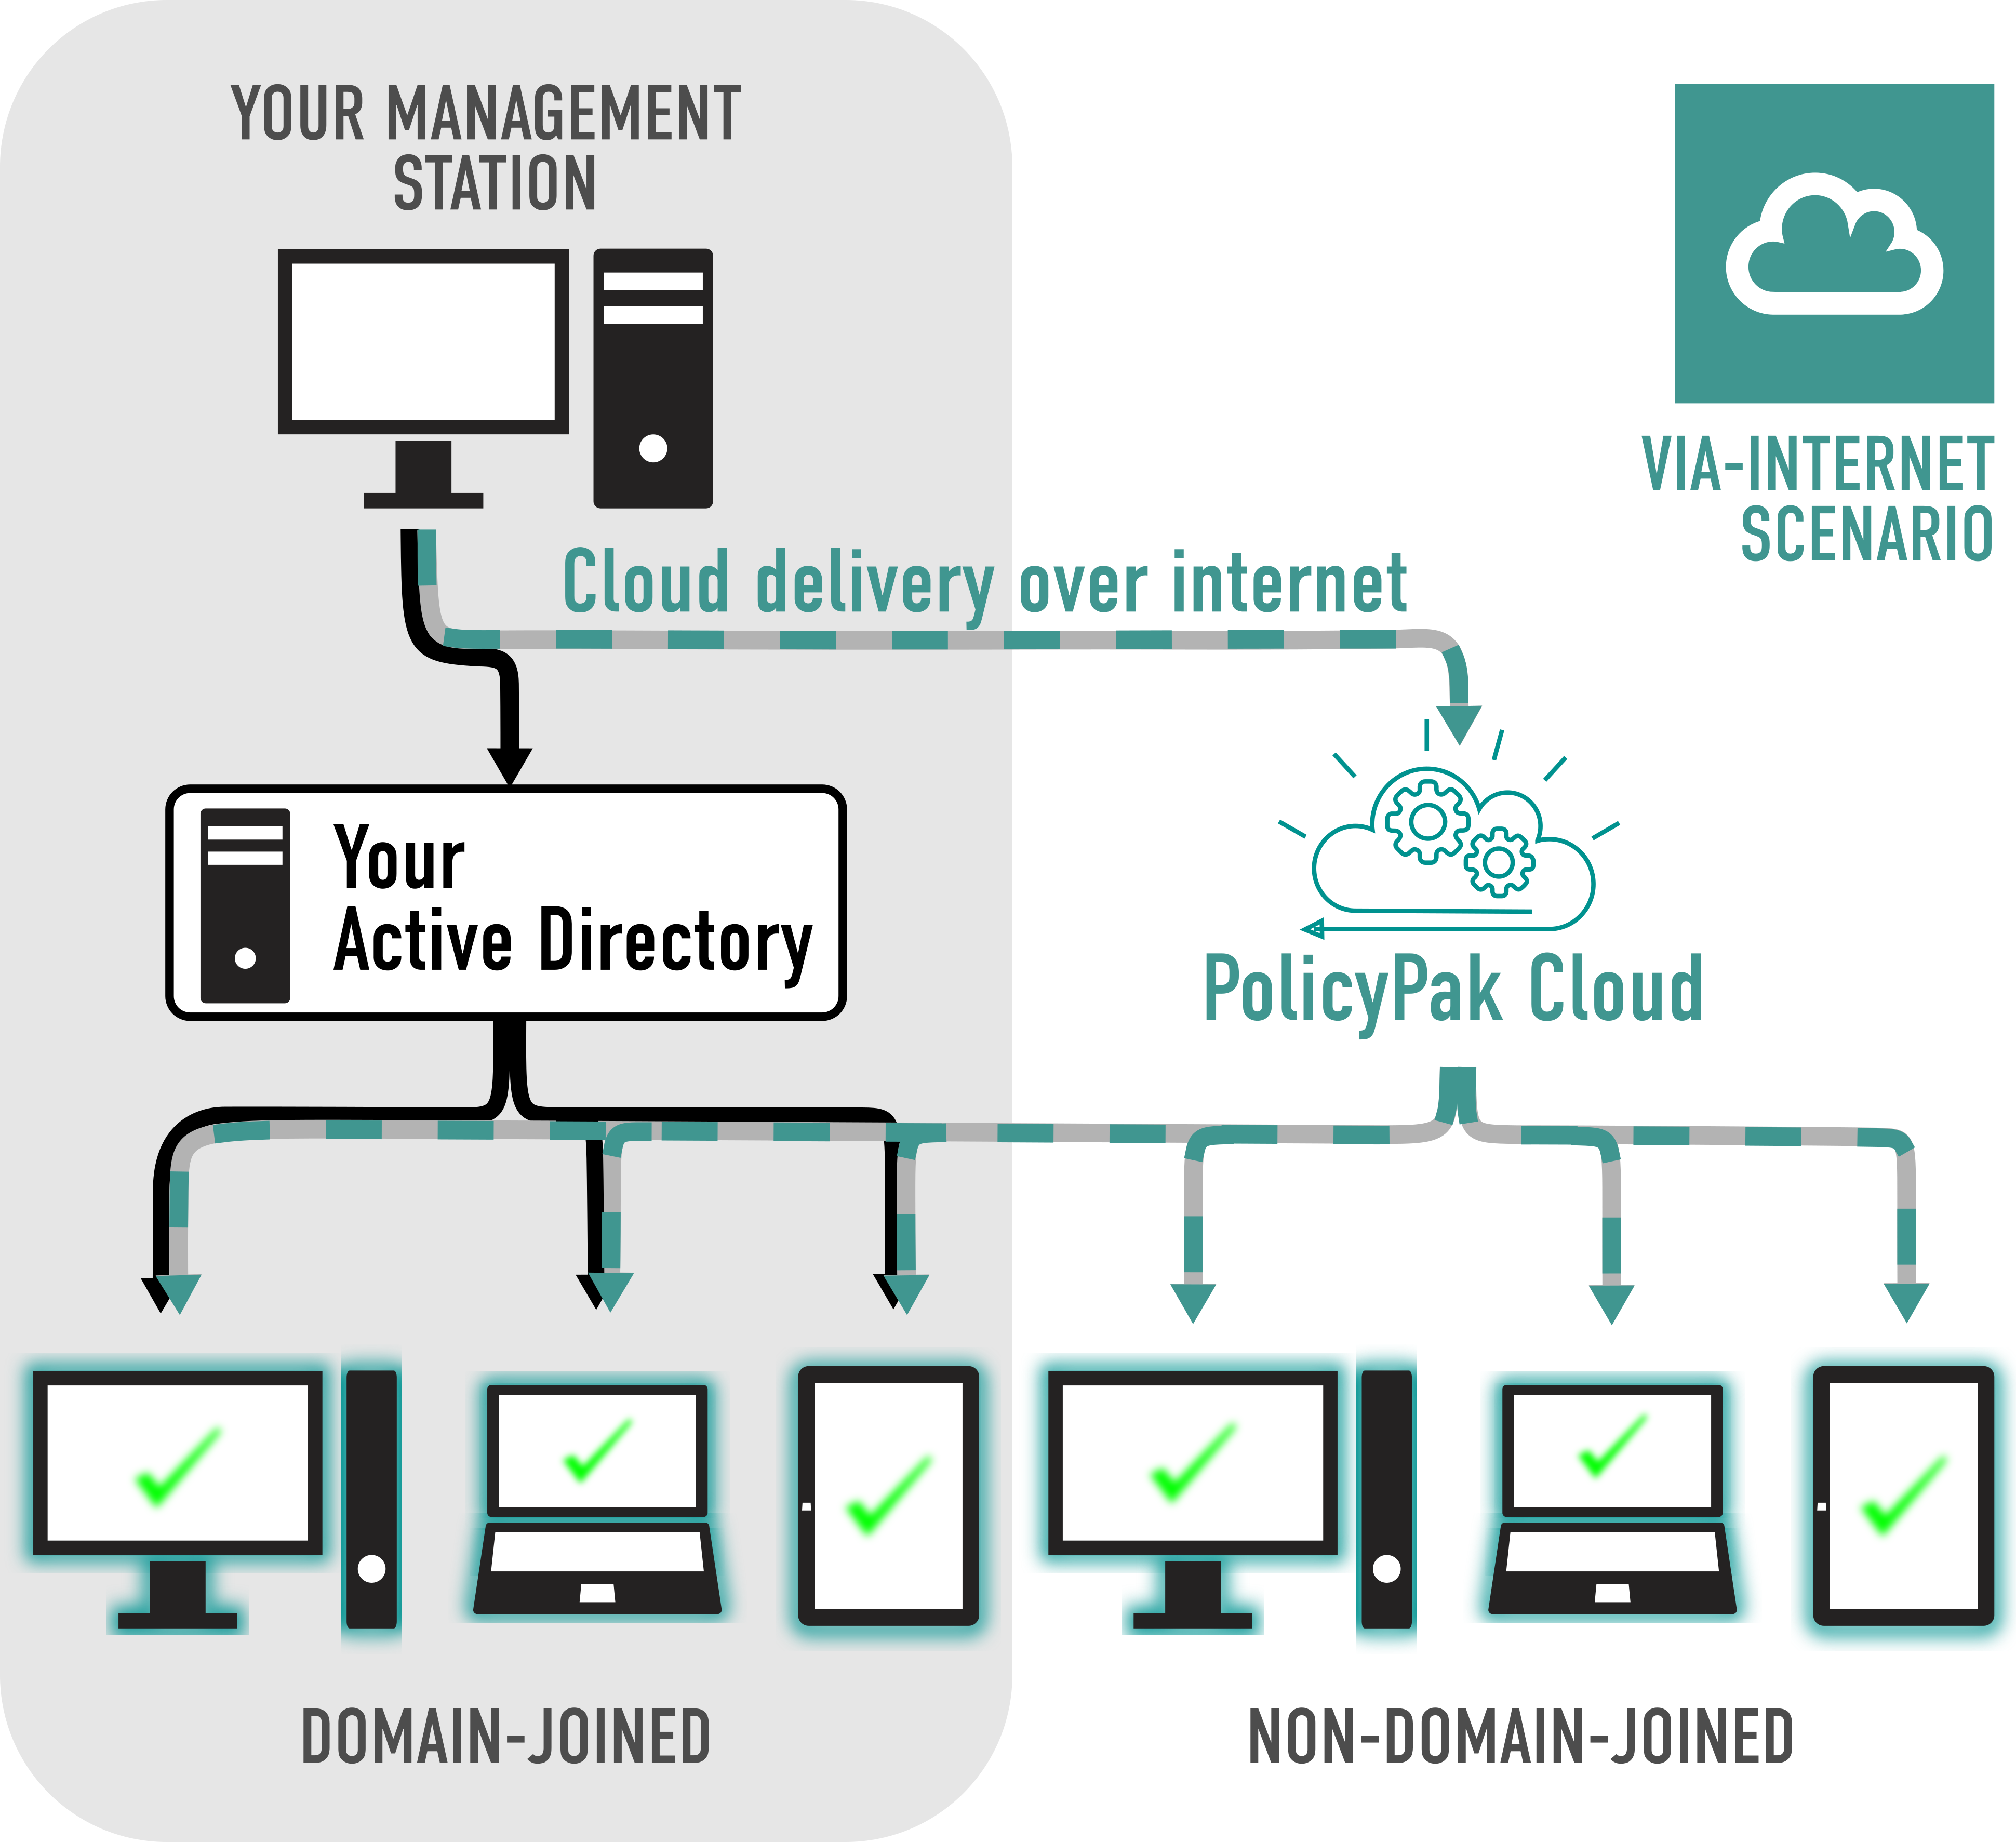 YOUR MANAGEMENT
STATION
VIA-INTERNET
SCENARIO
Cloud delivery over internet
Your
Active Directory
PolicyPak Cloud
DOMAIN-JOINED
NON-DOMAIN-JOINED